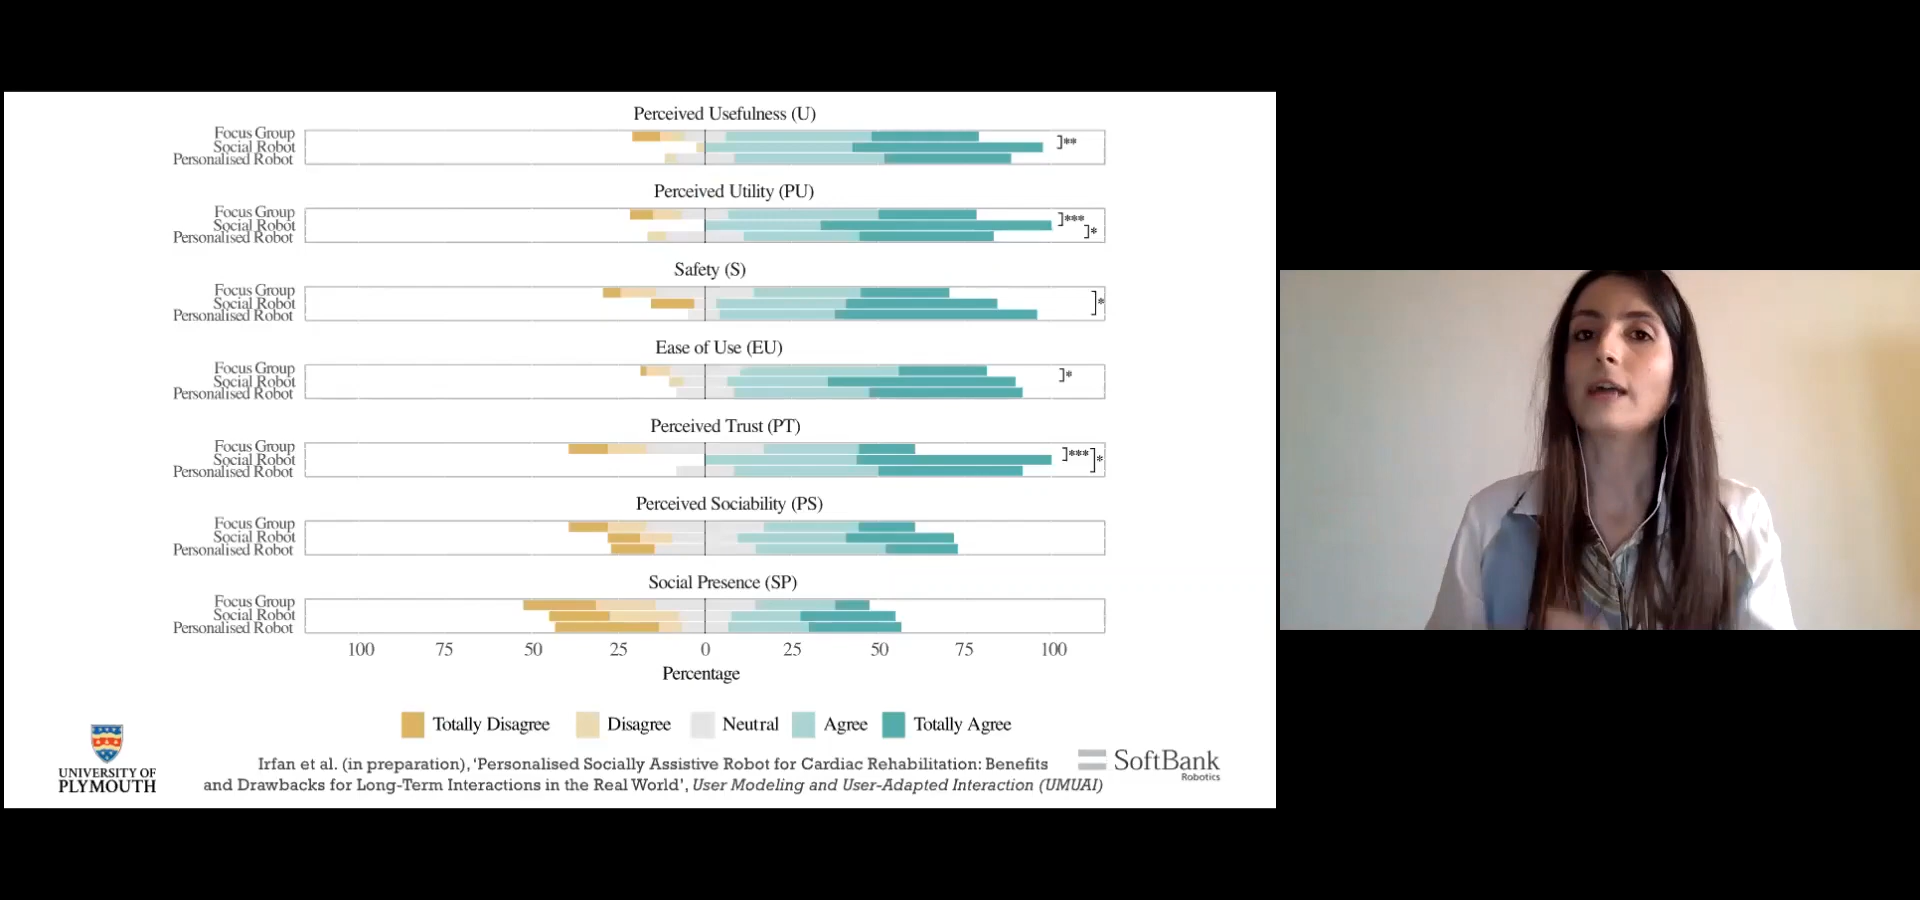 Perceived Usefulness (U)
Focus Group
Social Robot
Personalised Robot
]**
Perceived Utility (PU)
Focus Group
Social Robot
Personalised Robot
]***
]*
Safety (S)
Focus Group
Social Robot
Personalised Robot
]*
Ease of Use (EU)
Focus Group
Social Robot
Personalised Robot
]*
Perceived Trust (PT)
Focus Group
Social Robot
Personalised Robot
]***]*
Perceived Sociability (PS)
Focus Group
Social Robot
Personalised Robot
Social Presence (SP)
Focus Group
Social Robot
Personalised Robot
100 75 50 25 0 25 50 75 100
Percentage
Totally Disagree Disagree Neutral Agree Totally Agree
UNIVERSITY OF
PLYMOUTH
Irfan et al. (in preparation), ‘Personalised Socially Assistive Robot for Cardiac Rehabilitation: Benefits
and Drawbacks for Long-Term Interactions in the Real World’, User Modeling and User-Adapted Interaction (UMUAI)
SoftBank
Robotics